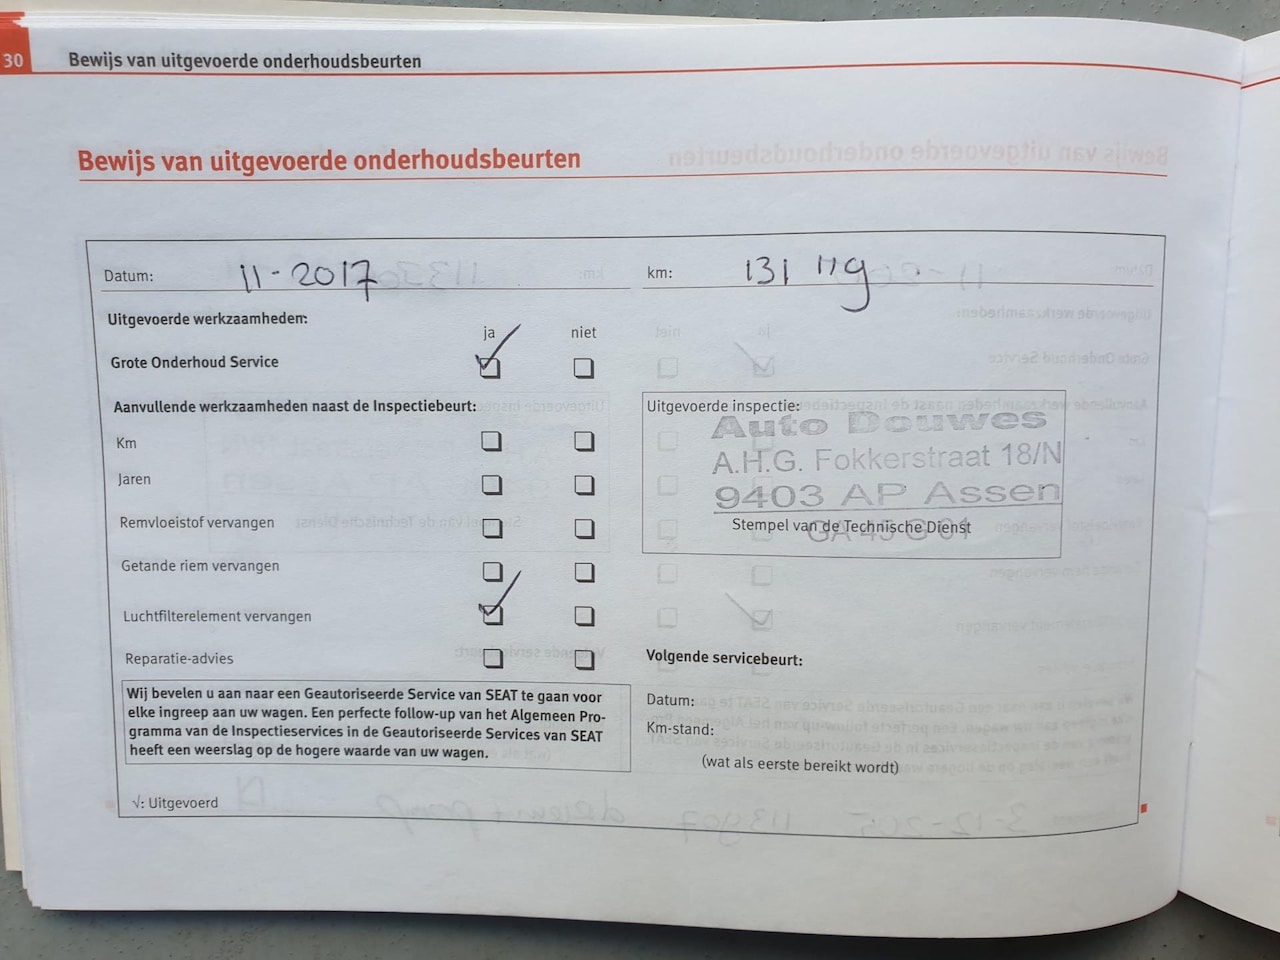 30 Bewijs van uitgevoerde onderhoudsbeurten
Bewijs van uitgevoerde onderhoudsbeurten
Datum: 11-2017
km: 131 119
Uitgevoerde werkzaamheden:
ja niet
Grote Onderhoud Service
Aanvullende werkzaamheden naast de Inspectiebeurt:
Km
Jaren
Remvloeistof vervangen
Getande riem vervangen
Luchtfilterelement vervangen
Reparatie-advies
Uitgevoerde inspectie:
Auto Douwes
A.H.G. Fokkerstraat 18/N
9403 AP Assen
Stempel van de Technische Dienst
Wij bevelen u aan naar een Geautoriseerde Service van SEAT te gaan voor
elke ingreep aan uw wagen. Een perfecte follow-up van het Algemeen Pro-
gramma van de Inspectieservices in de Geautoriseerde Services van SEAT
heeft een weerslag op de hogere waarde van uw wagen.
Volgende servicebeurt:
Datum:
Km-stand:
(wat als eerste bereikt wordt)
√: Uitgevoerd